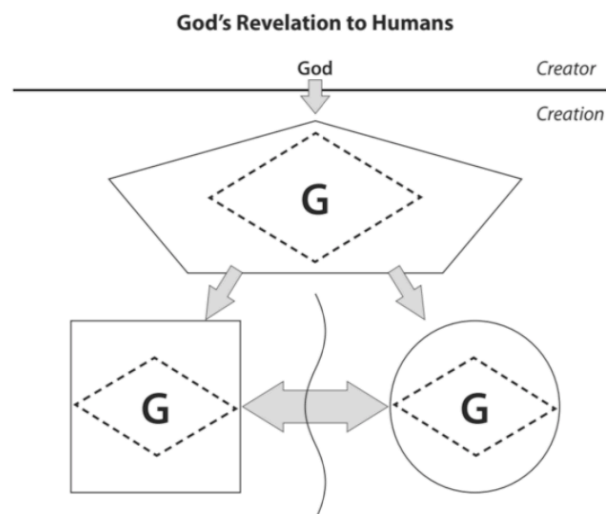 God’s Revelation to Humans
God
Creator
Creation
G
G
G